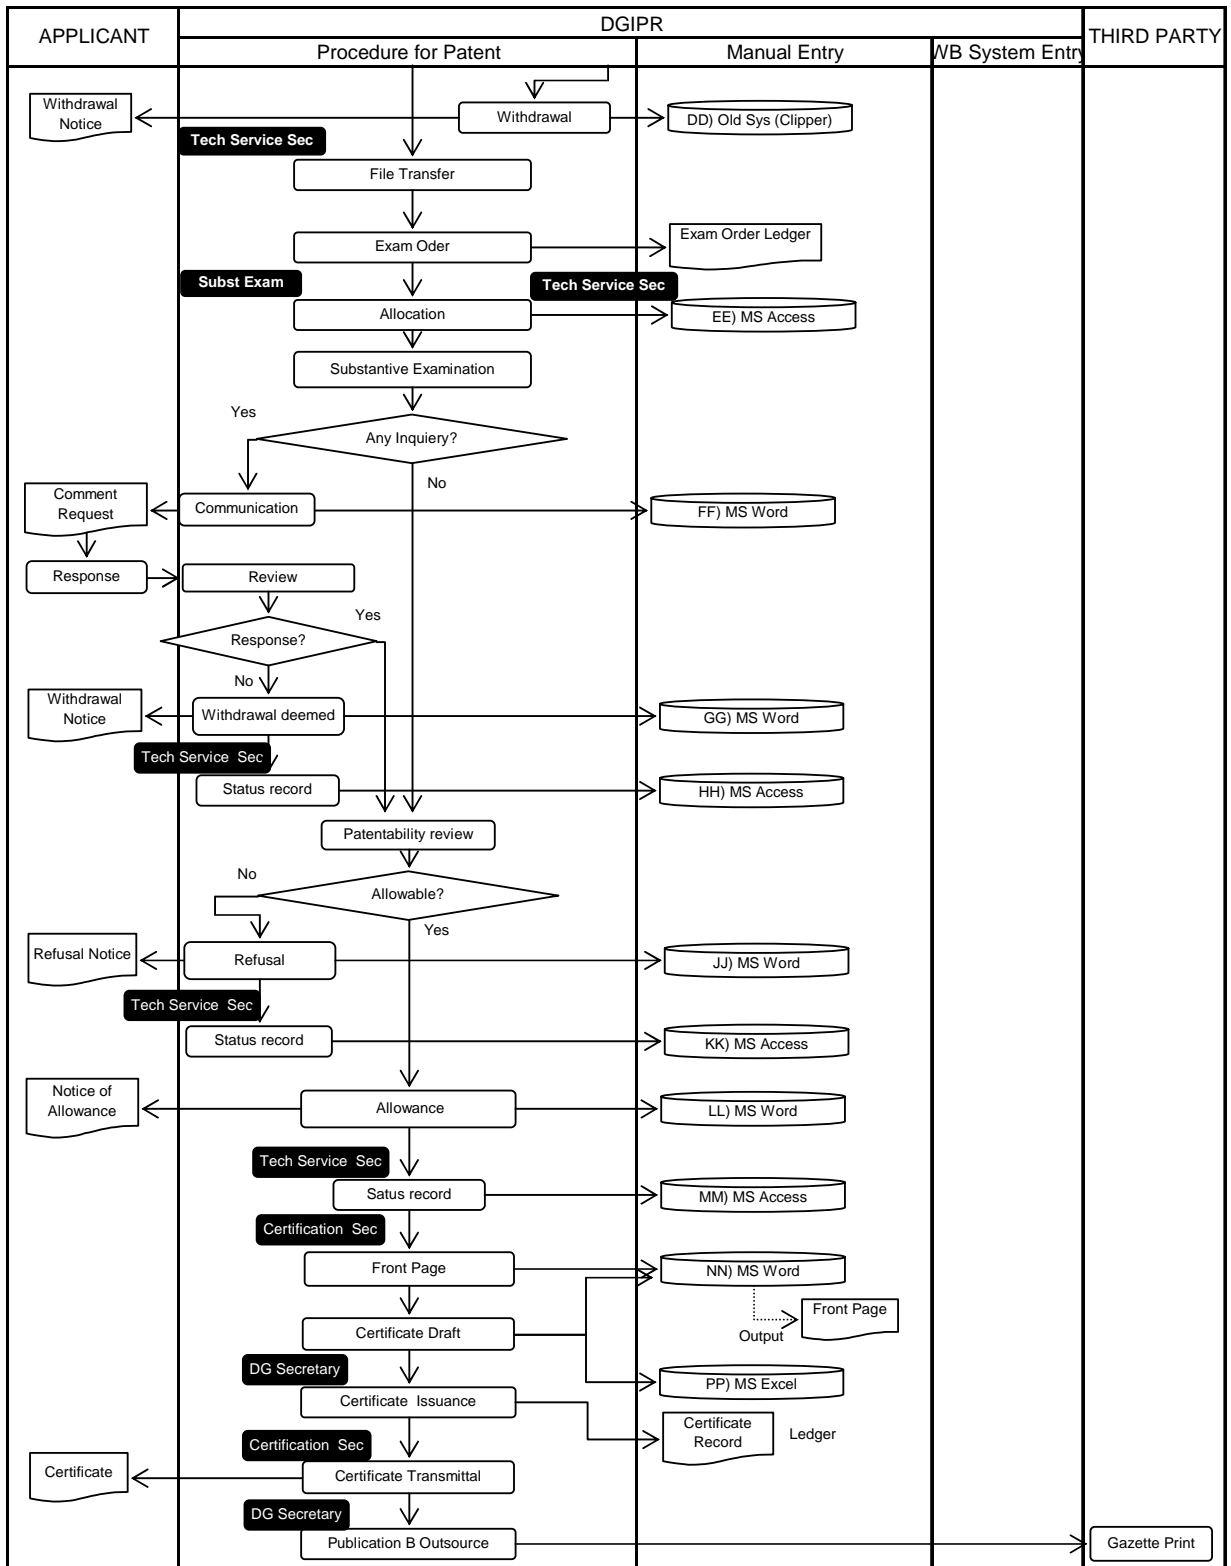 APPLICANT
DGIPR
THIRD PARTY
Procedure for Patent
Manual Entry
WB System Entry
Withdrawal
Notice
Withdrawal
DD) Old Sys (Clipper)
Tech Service Sec
File Transfer
Exam Oder
Exam Order Ledger
Subst Exam
Tech Service Sec
Allocation
EE) MS Access
Substantive Examination
Yes
Any Inquiery?
No
Comment
Request
Communication
FF) MS Word
Response
Review
Yes
Response?
No
Withdrawal
Notice
Withdrawal deemed
GG) MS Word
Tech Service Sec
Status record
HH) MS Access
Patentability review
No
Allowable?
Yes
Refusal Notice
Refusal
JJ) MS Word
Tech Service Sec
Status record
KK) MS Access
Notice of
Allowance
Allowance
LL) MS Word
Tech Service Sec
Satus record
MM) MS Access
Certification Sec
Front Page
NN) MS Word
Front Page
Output
Certificate Draft
DG Secretary
PP) MS Excel
Certificate Issuance
Certificate
Record
Ledger
Certification Sec
Certificate
Certificate Transmittal
DG Secretary
Publication B Outsource
Gazette Print